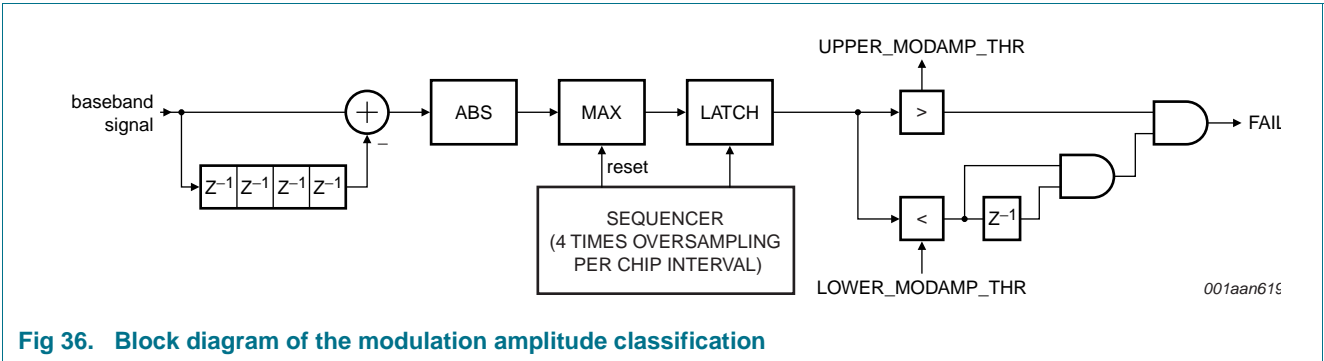 UPPER_MODAMP_THR
baseband
signal
+
–
ABS
MAX
LATCH
>
FAIL
reset
Z–1 Z–1 Z–1 Z–1
SEQUENCER
(4 TIMES OVERSAMPLING
PER CHIP INTERVAL)
<
Z–1
LOWER_MODAMP_THR
001aan619
Fig 36. Block diagram of the modulation amplitude classification